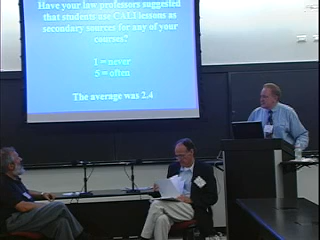 Have your law professors suggested
that students use CALI lessons as
secondary sources for any of your
courses?
1 = never
5 = often
The average was 2.4